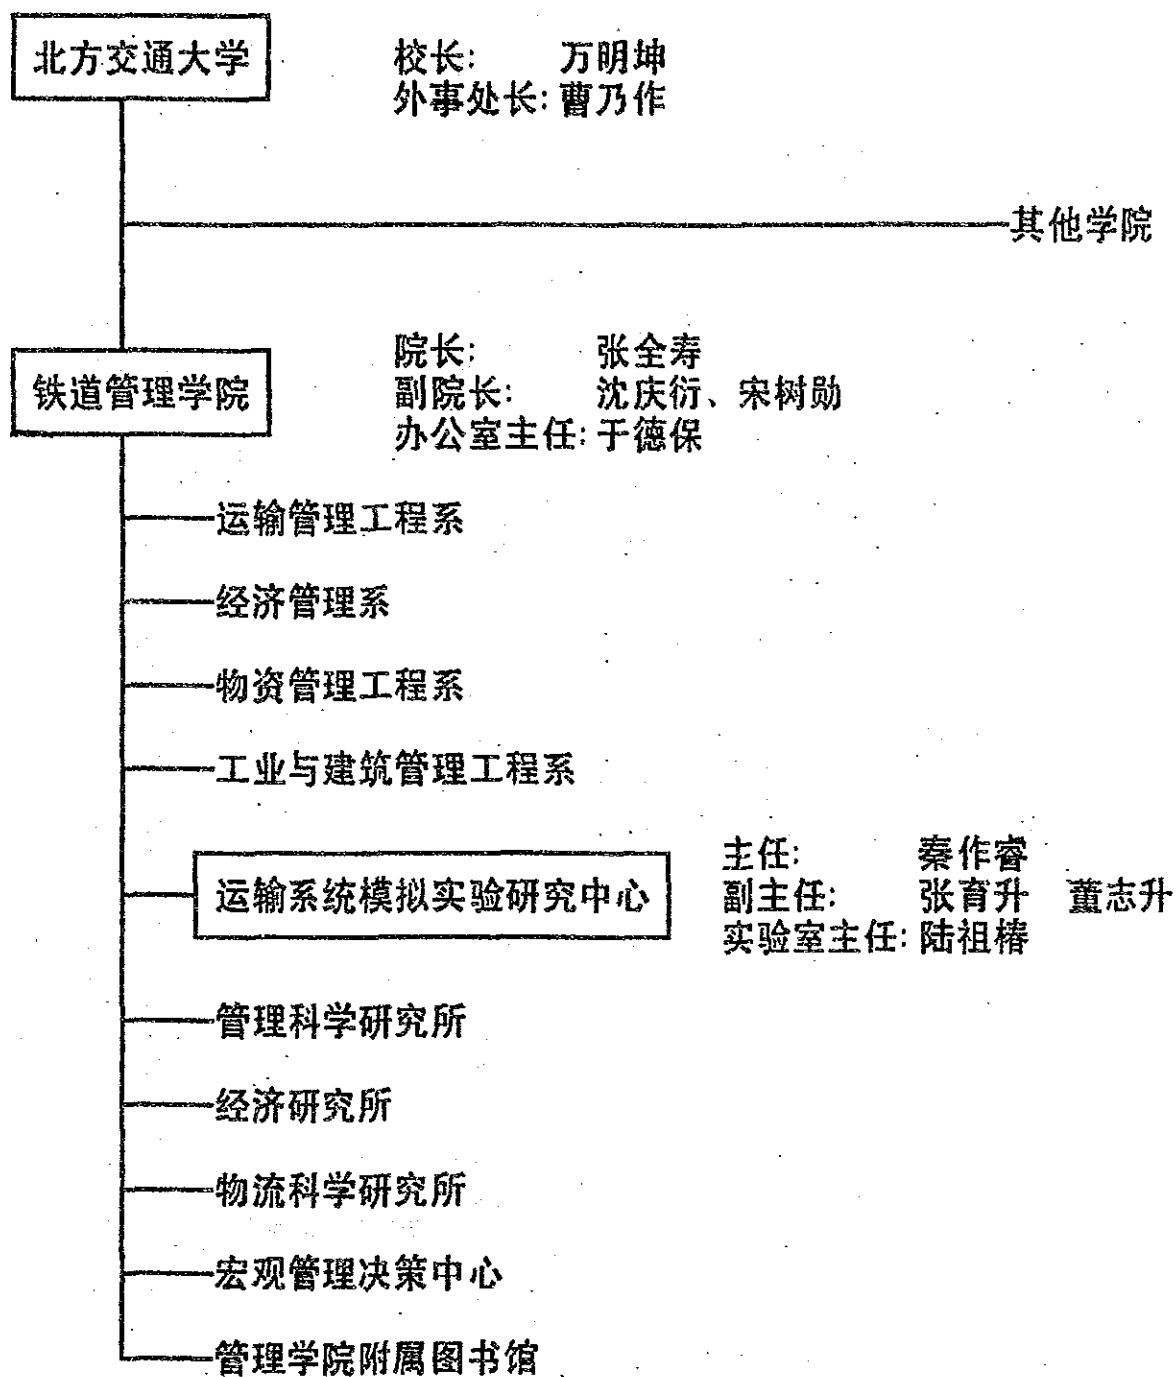 北方交通大学
校长: 万明坤
外事处长: 曹乃作
其他学院
铁道管理学院
院长: 张全寿
副院长: 沈庆衍、宋树勋
办公室主任: 于德保
运输管理工程系
经济管理系
物资管理工程系
工业与建筑管理工程系
运输系统模拟实验研究中心
主任: 秦作睿
副主任: 张育升 董志升
实验室主任: 陆祖椿
管理科学研究所
经济研究所
物流科学研究所
宏观管理决策中心
管理学院附属图书馆